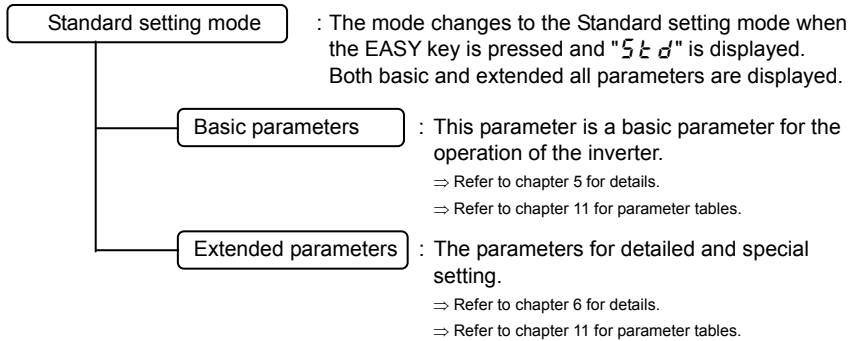 Standard setting mode : The mode changes to the Standard setting mode when
the EASY key is pressed and "Std" is displayed.
Both basic and extended all parameters are displayed.
Basic parameters : This parameter is a basic parameter for the
operation of the inverter.
⇒ Refer to chapter 5 for details.
⇒ Refer to chapter 11 for parameter tables.
Extended parameters : The parameters for detailed and special
setting.
⇒ Refer to chapter 6 for details.
⇒ Refer to chapter 11 for parameter tables.